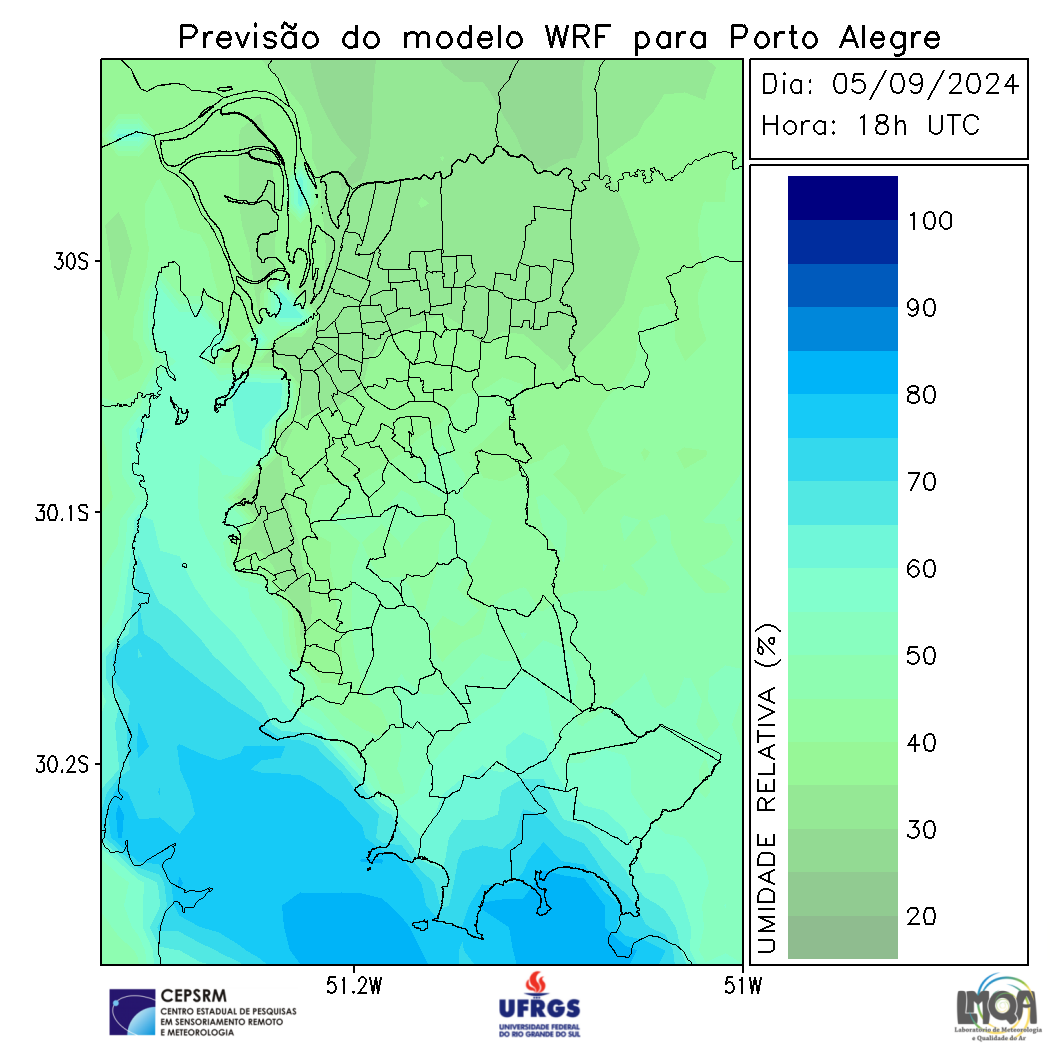 Previsão do modelo WRF para Porto Alegre
Dia: 05/09/2024
Hora: 18h UTC
30S
30.1S
30.2S
51.2W
51W
100
90
80
70
60
50
40
30
20
UMIDADE RELATIVA (%)
CEPSRM
CENTRO ESTADUAL DE PESQUISAS
EM SENSORIAMENTO REMOTO
E METEOROLOGIA
UFRGS
UNIVERSIDADE FEDERAL
DO RIO GRANDE DO SUL
LMQA
Laboratório de Meteorologia
e Qualidade do Ar